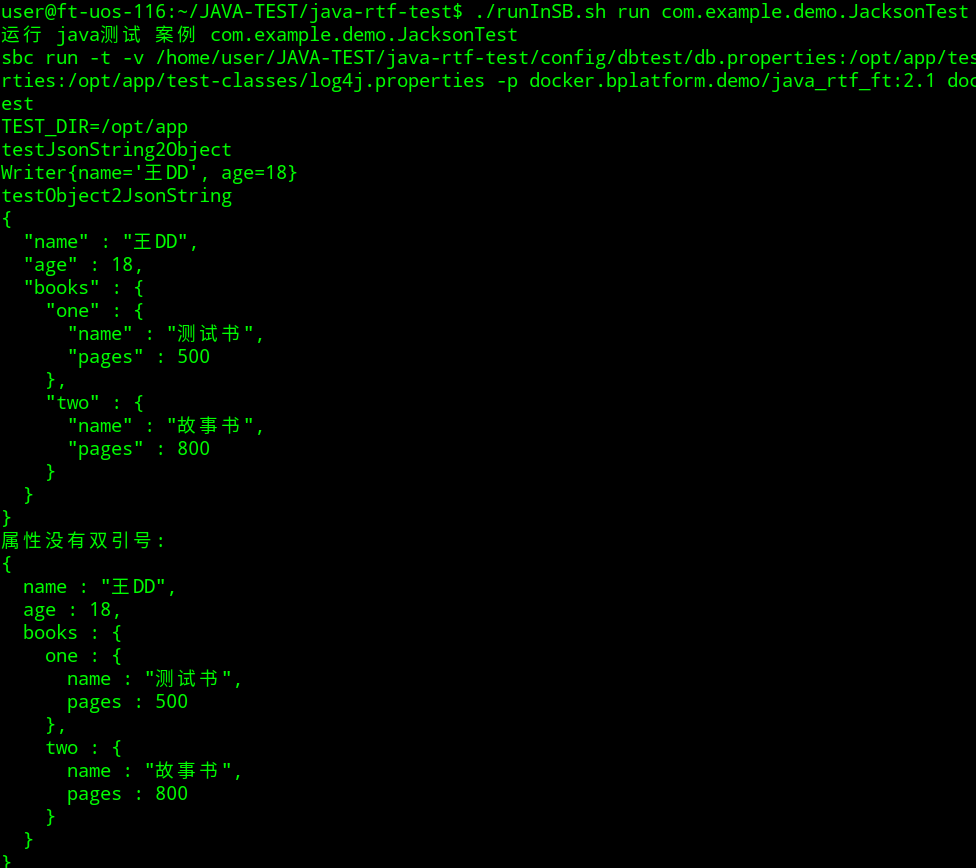 user@ft-uos-116:~/JAVA-TEST/java-rtf-test$ ./runInSB.sh run com.example.demo.JacksonTest
运行 java测试 案例 com.example.demo.JacksonTest
sbc run -t -v /home/user/JAVA-TEST/java-rtf-test/config/dbtest/db.properties:/opt/app/tes
rties:/opt/app/test-classes/log4j.properties -p docker.bplatform.demo/java_rtf_ft:2.1 doc
est
TEST_DIR=/opt/app
testJsonString2Object
Writer{name='王DD', age=18}
testObject2JsonString
{
  "name" : "王DD",
  "age" : 18,
  "books" : {
    "one" : {
      "name" : "测试书",
      "pages" : 500
    },
    "two" : {
      "name" : "故事书",
      "pages" : 800
    }
  }
}
属性没有双引号:
{
  name : "王DD",
  age : 18,
  books : {
    one : {
      name : "测试书",
      pages : 500
    },
    two : {
      name : "故事书",
      pages : 800
    }
  }
}